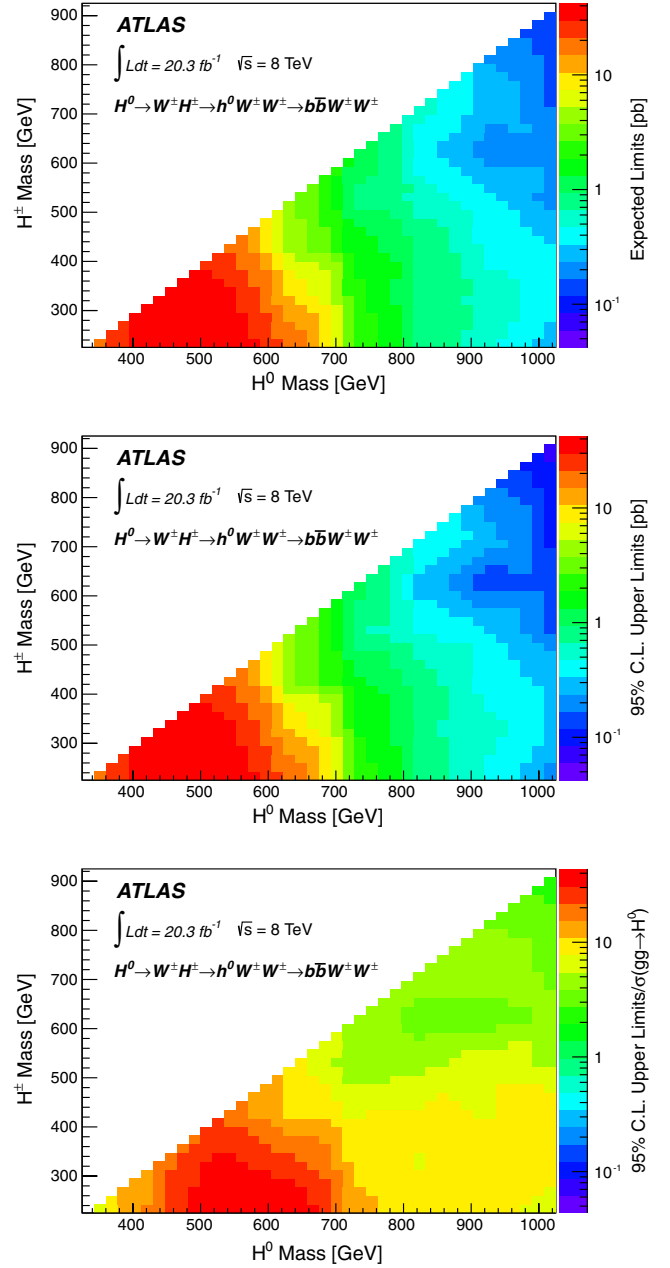 ATLAS
∫ Ldt = 20.3 fb⁻¹ √s = 8 TeV
H⁰→W±H±→h⁰W±W±→bb̅W±W±
900
800
700
600
500
400
300
H± Mass [GeV]
400 500 600 700 800 900 1000
H⁰ Mass [GeV]
10
1
10⁻¹
Expected Limits [pb]
ATLAS
∫ Ldt = 20.3 fb⁻¹ √s = 8 TeV
H⁰→W±H±→h⁰W±W±→bb̅W±W±
900
800
700
600
500
400
300
H± Mass [GeV]
400 500 600 700 800 900 1000
H⁰ Mass [GeV]
10
1
10⁻¹
95% C.L. Upper Limits [pb]
ATLAS
∫ Ldt = 20.3 fb⁻¹ √s = 8 TeV
H⁰→W±H±→h⁰W±W±→bb̅W±W±
900
800
700
600
500
400
300
H± Mass [GeV]
400 500 600 700 800 900 1000
H⁰ Mass [GeV]
10
1
10⁻¹
95% C.L. Upper Limits/σ(gg→H⁰)